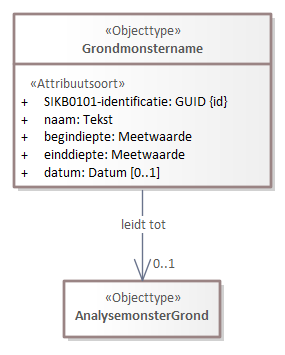 «Objecttype»
Grondmonstername
«Attribuutsoort»
+ SIKB0101-identificatie: GUID {id}
+ naam: Tekst
+ begindiepte: Meetwaarde
+ einddiepte: Meetwaarde
+ datum: Datum [0..1]
leidt tot
0..1
«Objecttype»
AnalysemonsterGrond